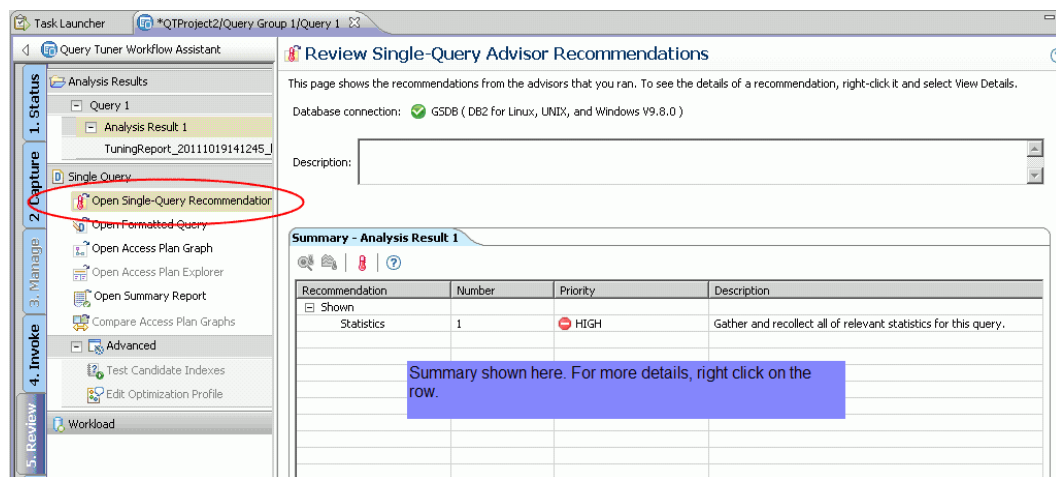 Task Launcher
*QTProject2/Query Group 1/Query 1
Query Tuner Workflow Assistant
1. Status
2. Capture
3. Manage
4. Invoke
5. Review
Analysis Results
Query 1
Analysis Result 1
TuningReport_20111019141245_
Single Query
Open Single-Query Recommendation
Open Formatted Query
Open Access Plan Graph
Open Access Plan Explorer
Open Summary Report
Compare Access Plan Graphs
Advanced
Test Candidate Indexes
Edit Optimization Profile
Workload
Review Single-Query Advisor Recommendations
This page shows the recommendations from the advisors that you ran. To see the details of a recommendation, right-click it and select View Details.
Database connection: GSDB ( DB2 for Linux, UNIX, and Windows V9.8.0 )
Description:
Summary - Analysis Result 1
Recommendation Number Priority Description
Shown
Statistics 1 HIGH Gather and recollect all of relevant statistics for this query.
Summary shown here. For more details, right click on the
row.